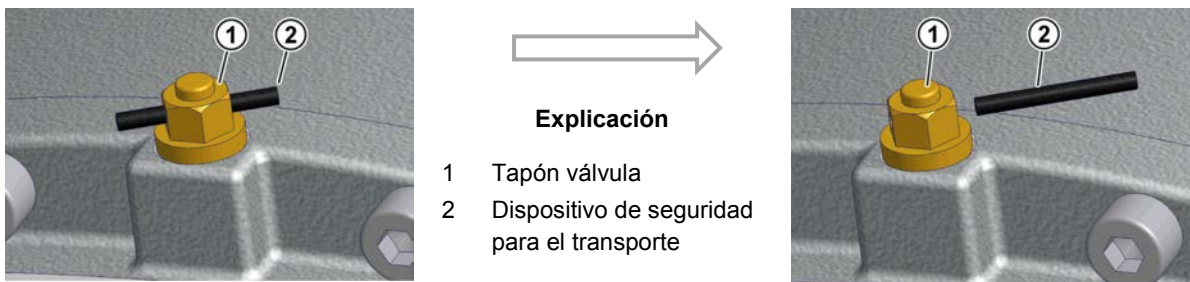 1 2
1 2
Explicación
1 Tapón válvula
2 Dispositivo de seguridad
para el transporte